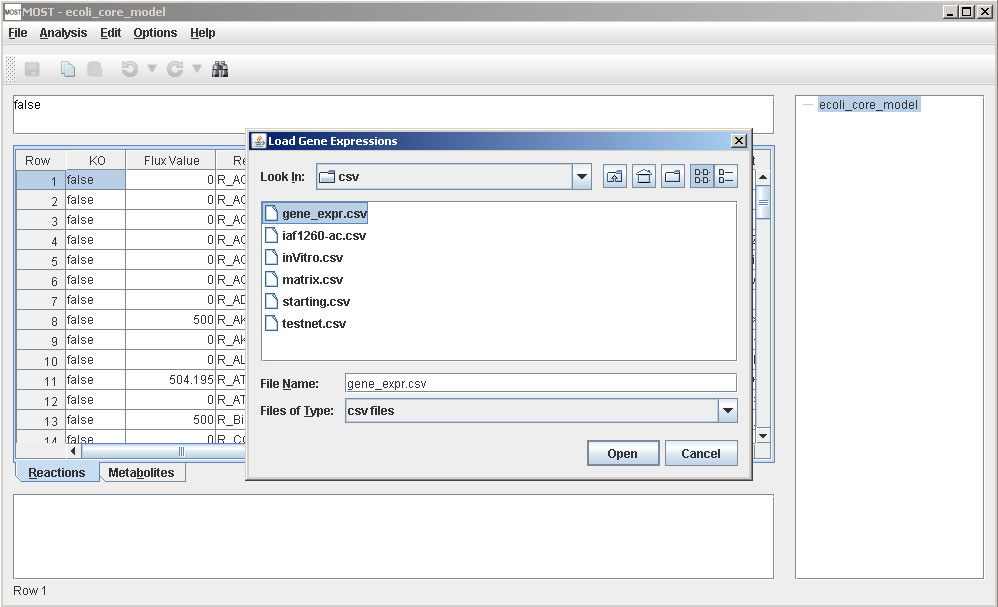 MOST MOST - ecoli_core_model
File Analysis Edit Options Help
false
ecoli_core_model
Load Gene Expressions
Look In: csv
gene_expr.csv
iaf1260-ac.csv
inVitro.csv
matrix.csv
starting.csv
testnet.csv
File Name: gene_expr.csv
Files of Type: csv files
Open Cancel
Row KO Flux Value Re
1 false 0 R_AC
2 false 0 R_AC
3 false 0 R_AC
4 false 0 R_AC
5 false 0 R_AC
6 false 0 R_AC
7 false 0 R_AD
8 false 500 R_AK
9 false 0 R_AK
10 false 0 R_AL
11 false 504.195 R_AT
12 false 0 R_AT
13 false 500 R_Bi
14 false 0 R_CO
Reactions Metabolites
Row 1